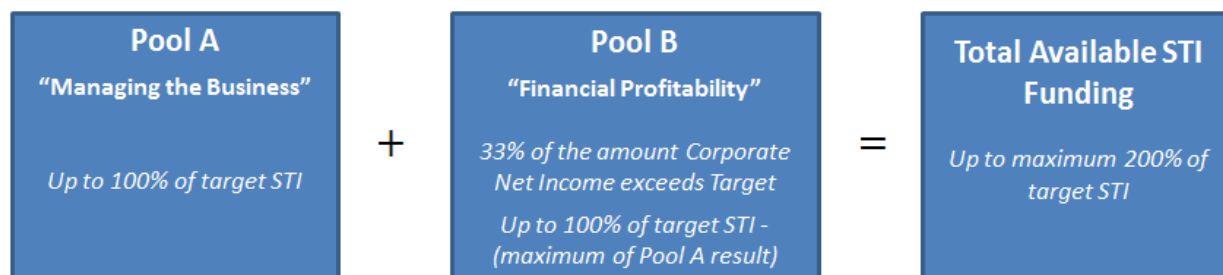 Pool A
“Managing the Business”
Up to 100% of target STI
+
Pool B
“Financial Profitability”
33% of the amount Corporate
Net Income exceeds Target
Up to 100% of target STI -
(maximum of Pool A result)
=
Total Available STI
Funding
Up to maximum 200% of
target STI